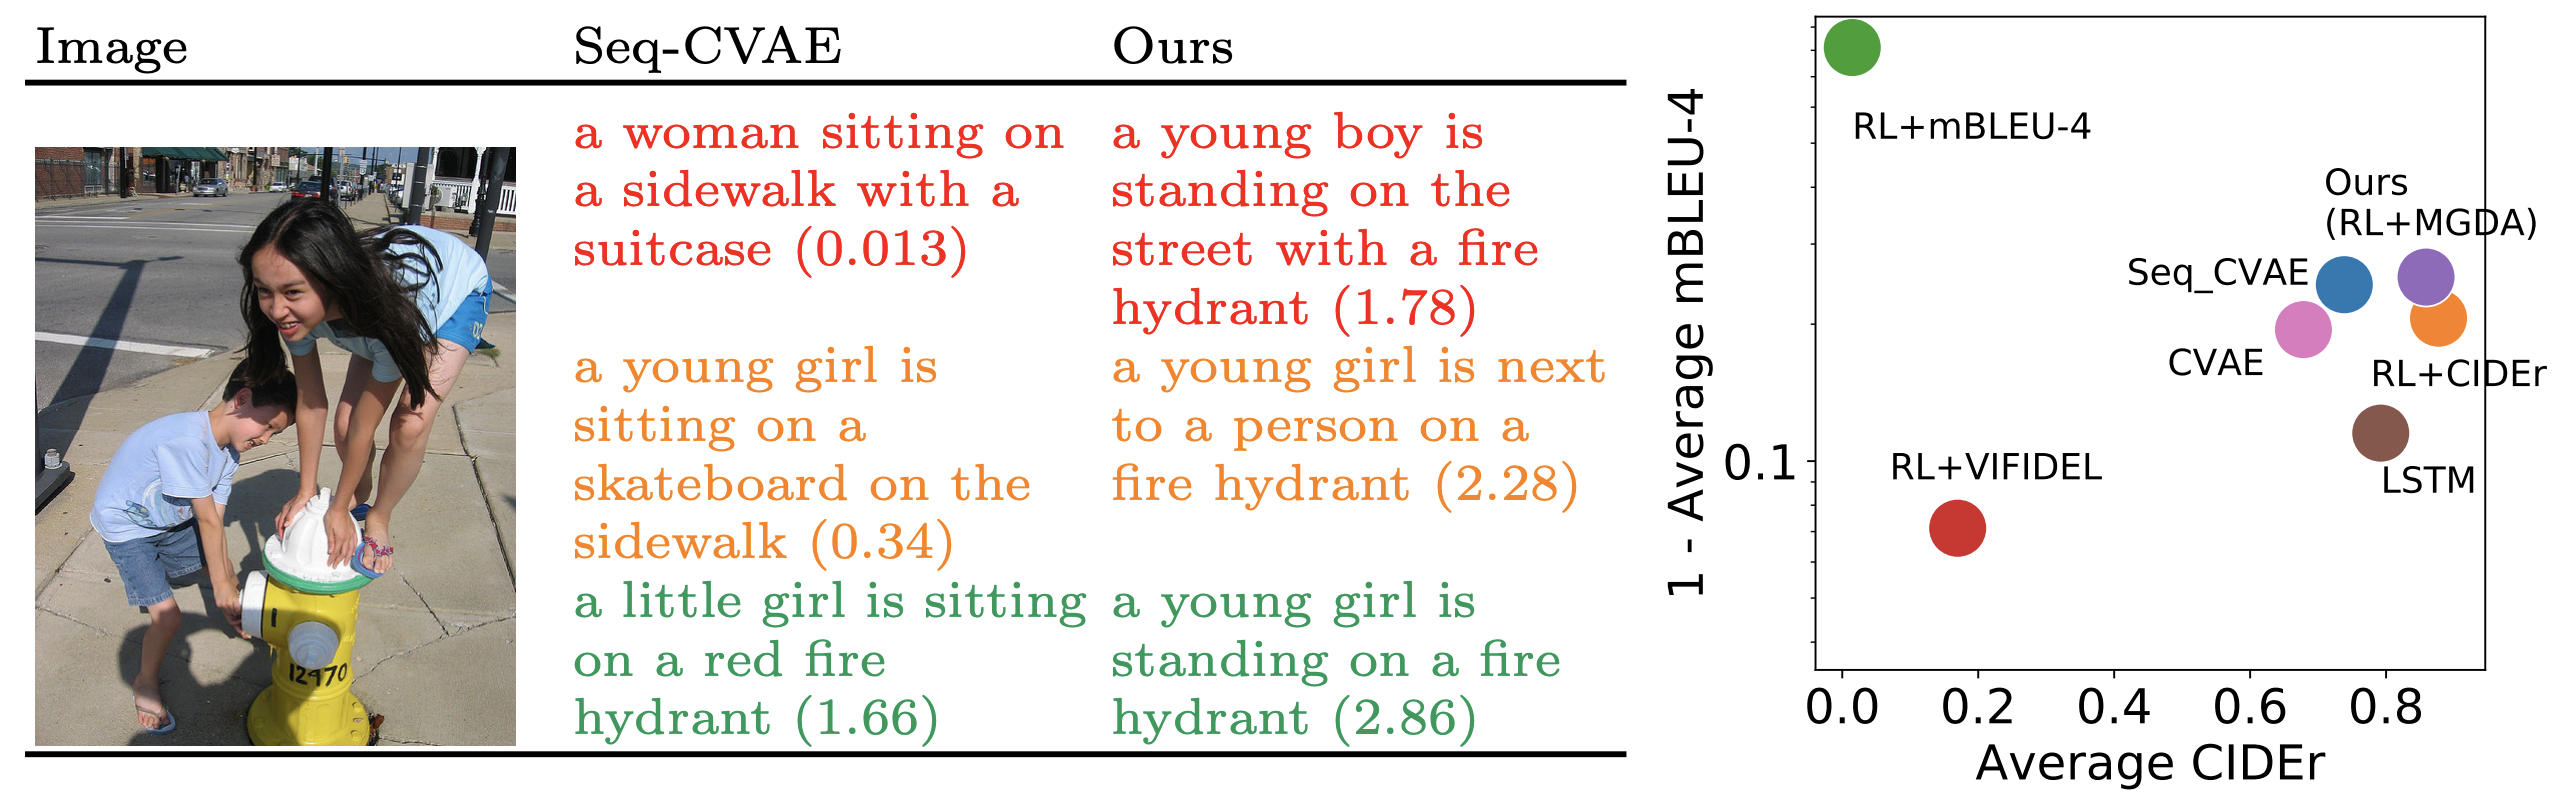 Image
Seq-CVAE
Ours
12470
a woman sitting on
a sidewalk with a
suitcase (0.013)
a young girl is
sitting on a
skateboard on the
sidewalk (0.34)
a little girl is sitting
on a red fire
hydrant (1.66)
a young boy is
standing on the
street with a fire
hydrant (1.78)
a young girl is next
to a person on a
fire hydrant (2.28)
a young girl is
standing on a fire
hydrant (2.86)
1 - Average mBLEU-4
0.1
RL+mBLEU-4
Ours
(RL+MGDA)
Seq_CVAE
CVAE
RL+CIDEr
RL+VIFIDEL
LSTM
0.0 0.2 0.4 0.6 0.8
Average CIDEr